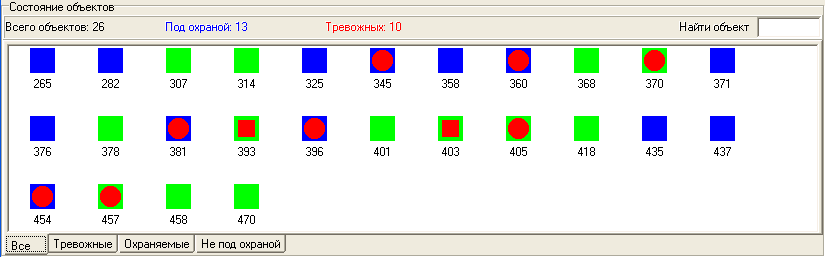 Состояние объектов
Всего объектов: 26 Под охраной: 13 Тревожных: 10 Найти объект
265 282 307 314 325 345 358 360 368 370 371
376 378 381 393 396 401 403 405 418 435 437
454 457 458 470
Все Тревожные Охраняемые Не под охраной